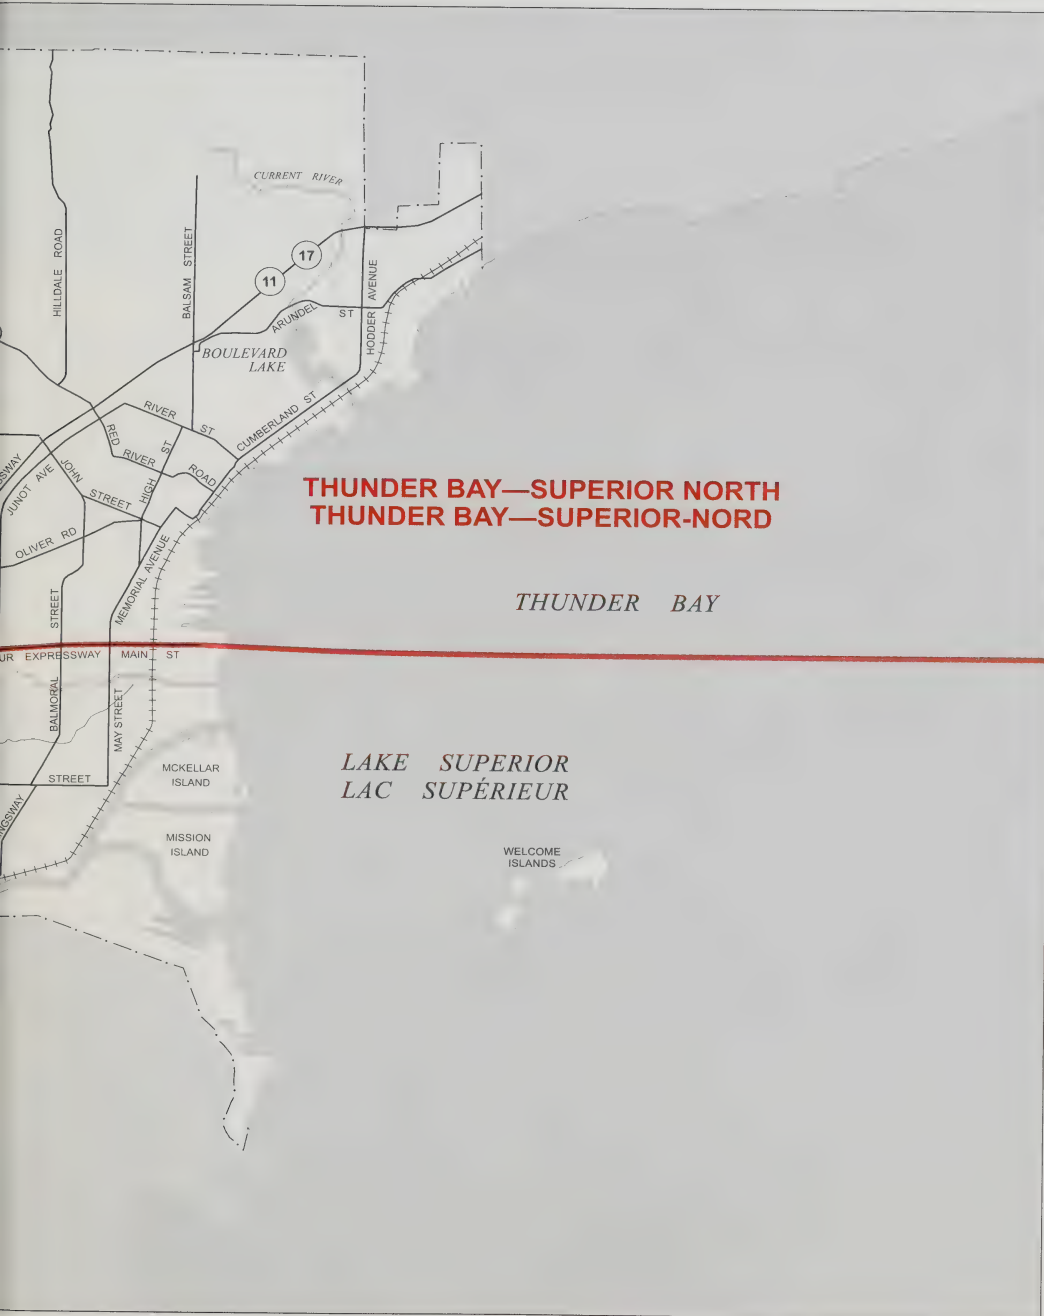 CURRENT RIVER
HILLDALE ROAD
BALSAM STREET
17
11
HODDER AVENUE
ARUNDEL ST
BOULEVARD
LAKE
RIVER ST
CUMBERLAND ST
RED RIVER ROAD
HIGH ST
JOHN STREET
JUNOT AVE
OLIVER RD
THUNDER BAY—SUPERIOR NORTH
THUNDER BAY—SUPERIOR-NORD
MEMORIAL AVENUE
THUNDER BAY
EXPRESSWAY MAIN ST
BALMORAL STREET
MAY STREET
LAKE SUPERIOR
LAC SUPÉRIEUR
STREET
MCKELLAR
ISLAND
MISSION
ISLAND
WELCOME
ISLANDS